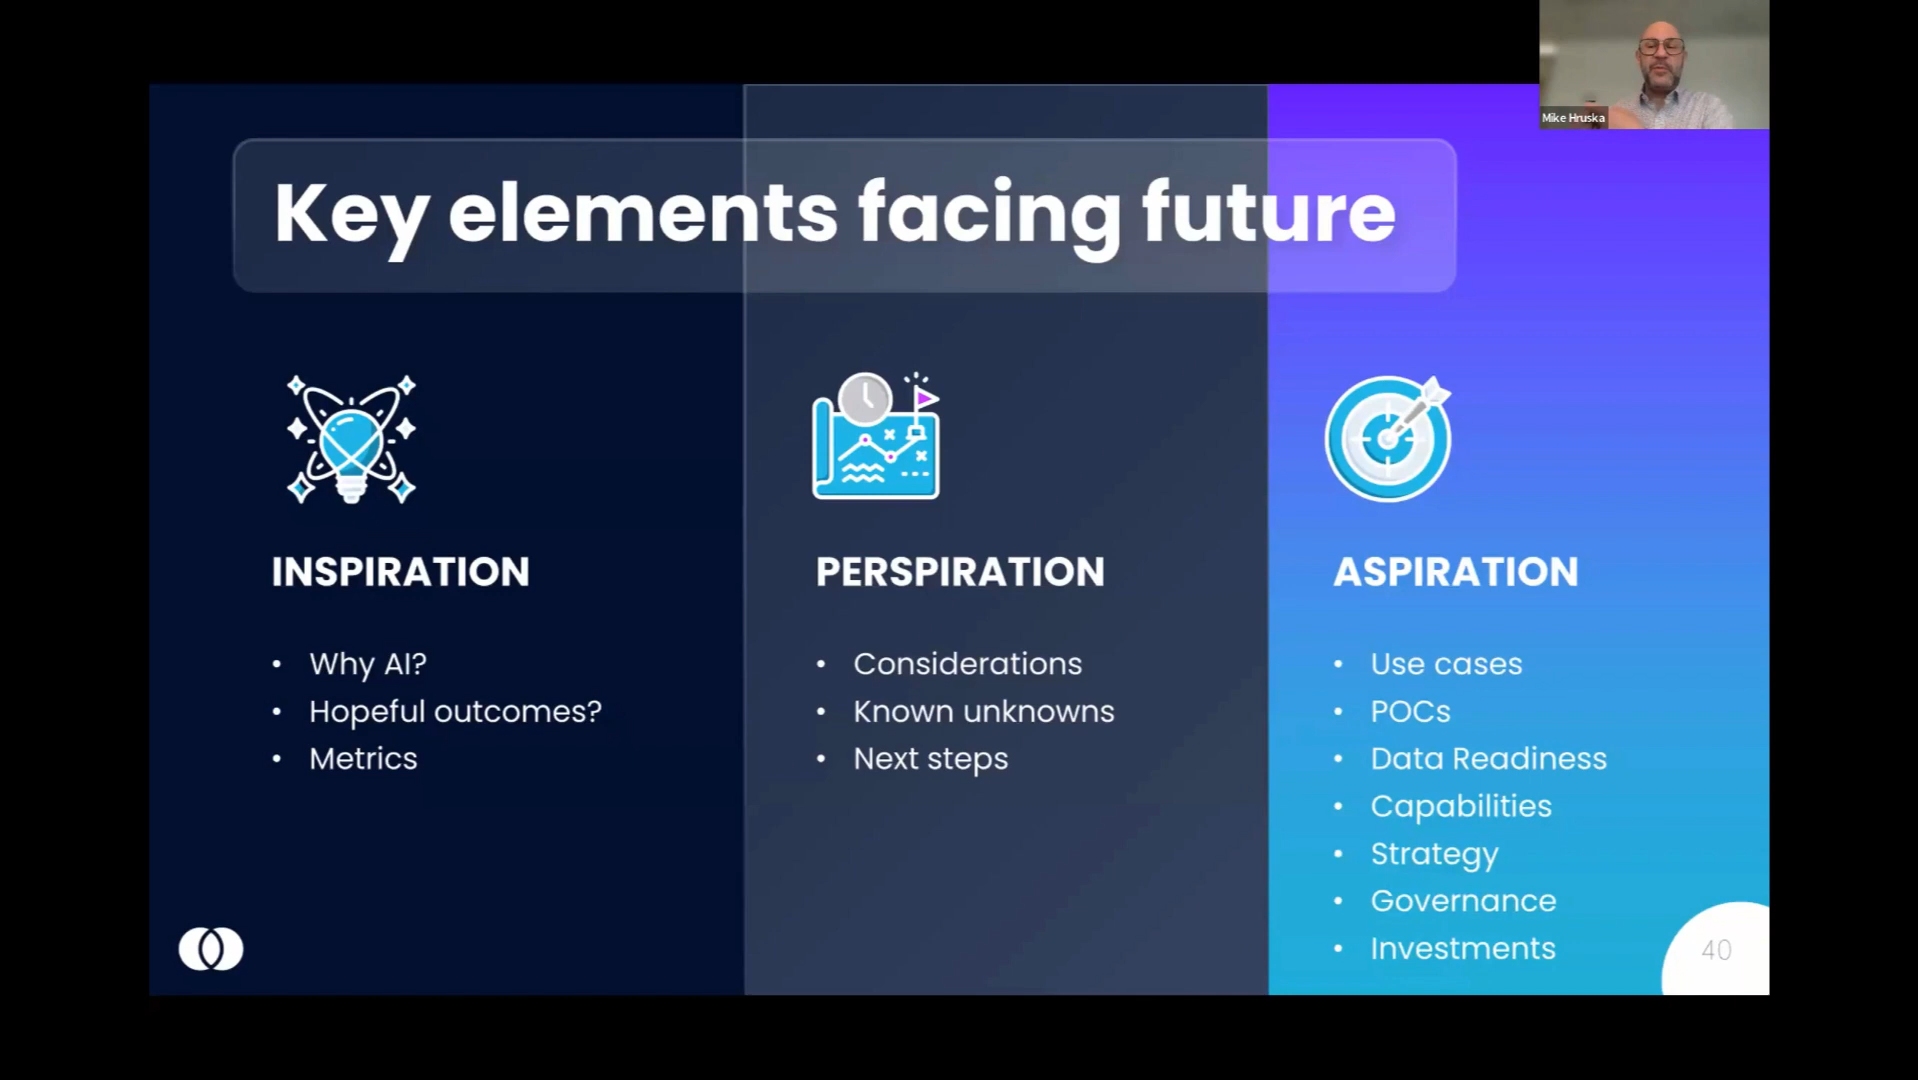 Mike Hruska
Key elements facing future
INSPIRATION
• Why AI?
• Hopeful outcomes?
• Metrics
PERSPIRATION
• Considerations
• Known unknowns
• Next steps
ASPIRATION
• Use cases
• POCs
• Data Readiness
• Capabilities
• Strategy
• Governance
• Investments
40